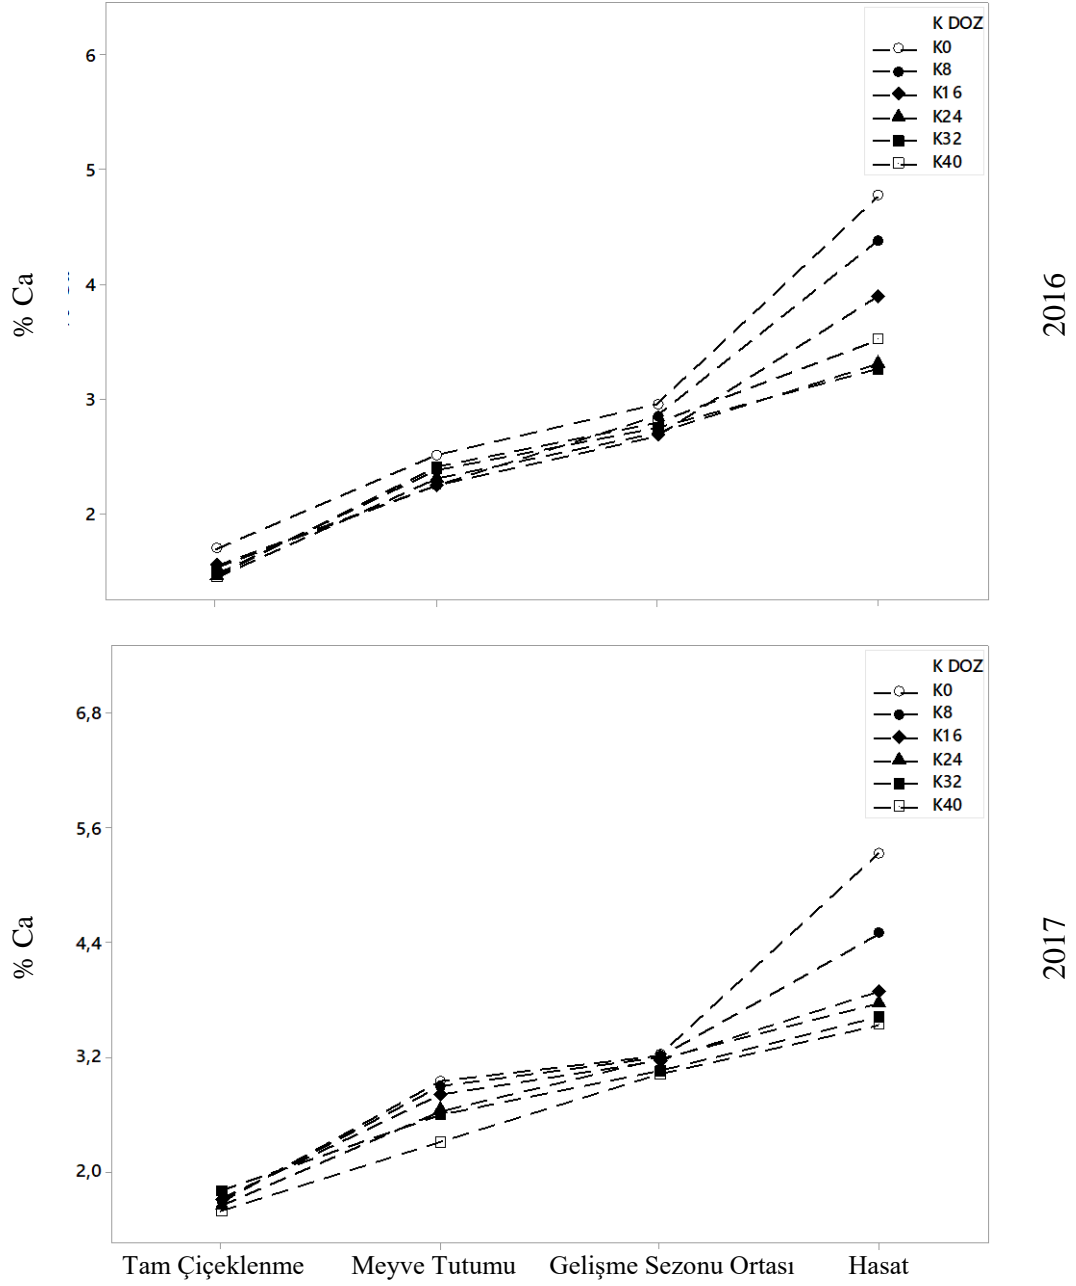 K DOZ
K0
K8
K16
K24
K32
K40
6
5
4
3
2
% Ca
2016
K DOZ
K0
K8
K16
K24
K32
K40
6,8
5,6
4,4
3,2
2,0
% Ca
2017
Tam Çiçeklenme Meyve Tutumu Gelişme Sezonu Ortası Hasat